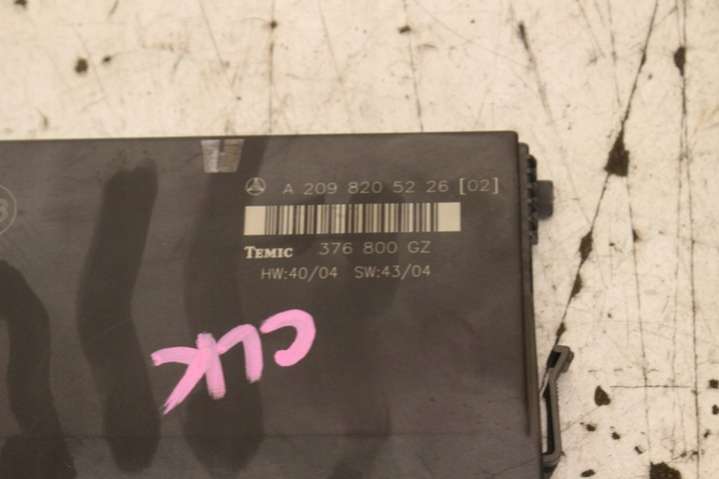 A 209 820 52 26 [02]
TEMIC 376 800 GZ
HW:40/04 SW:43/04
CLK